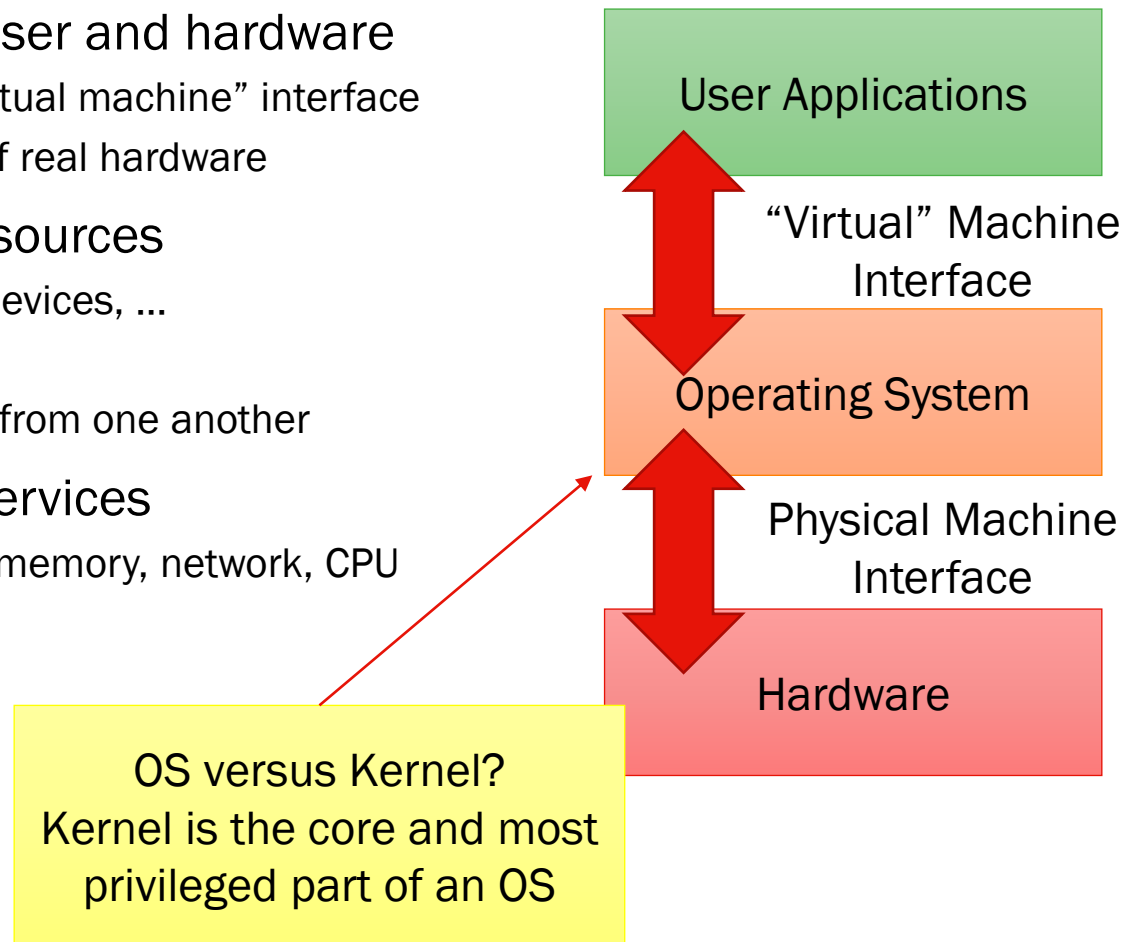 ser and hardware
tual machine” interface
f real hardware
sources
evices, ...
from one another
ervices
memory, network, CPU
User Applications
“Virtual” Machine
Interface
Operating System
Physical Machine
Interface
Hardware
OS versus Kernel?
Kernel is the core and most
privileged part of an OS